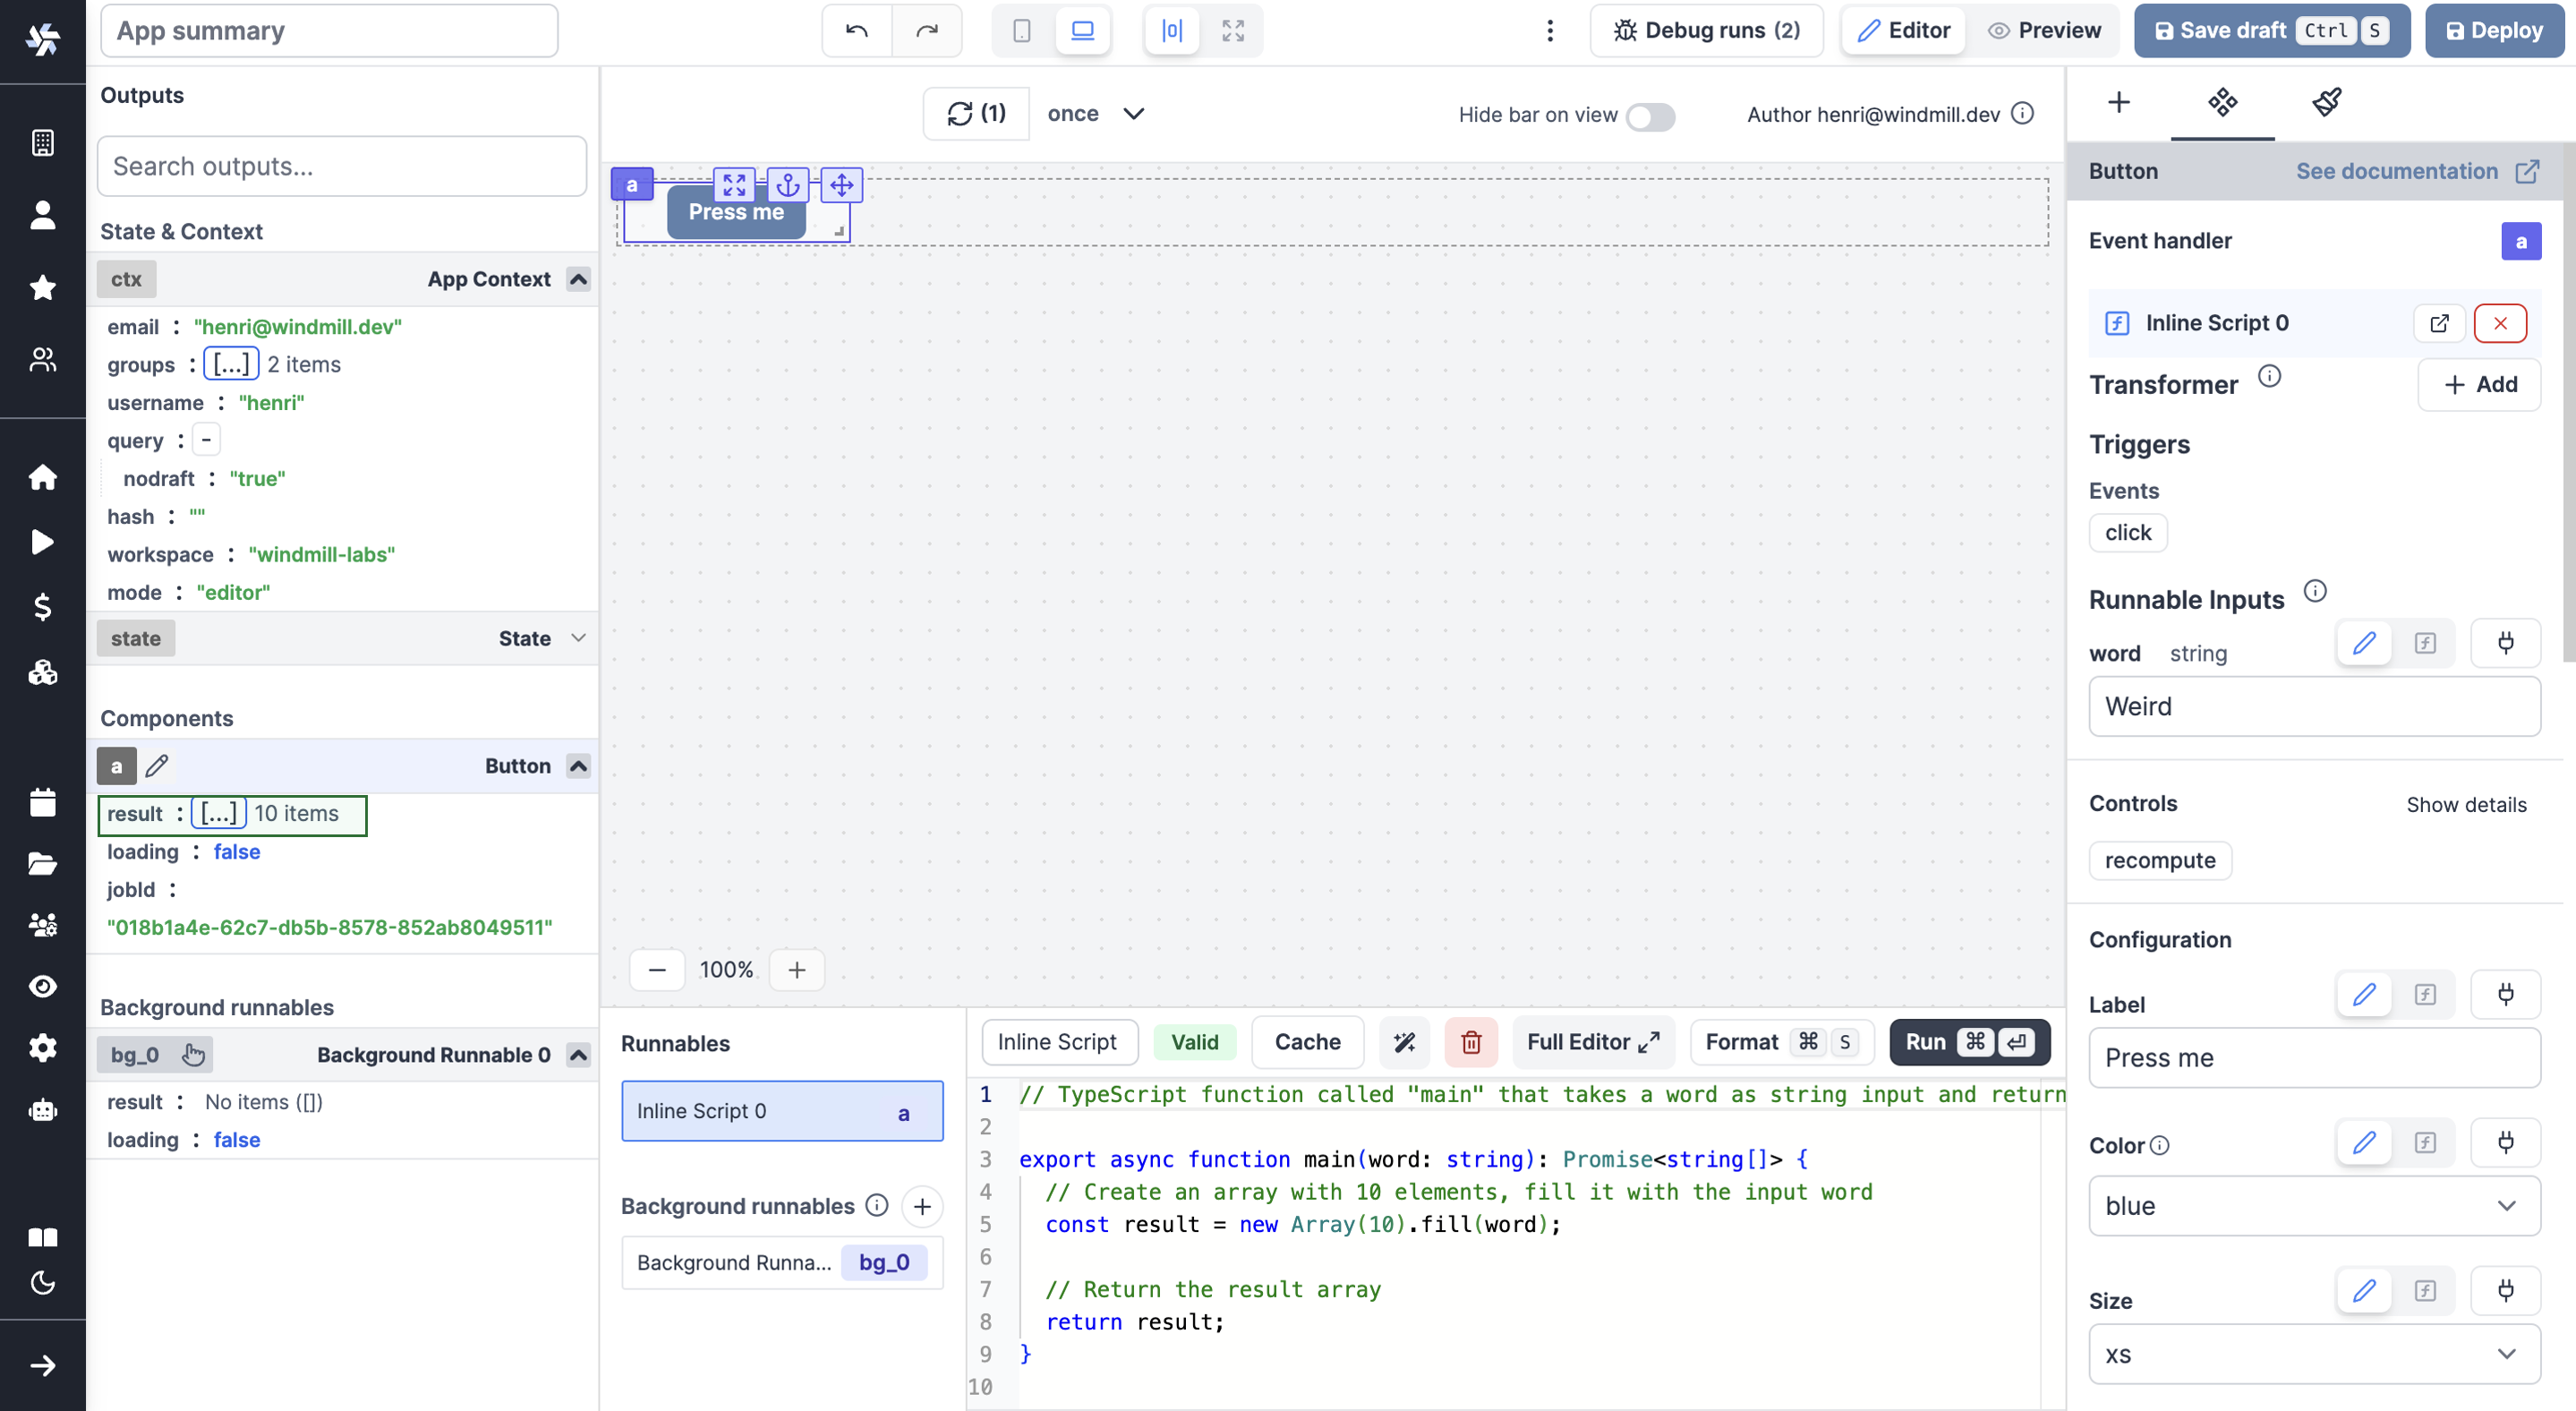 App summary
Debug runs (2)
Editor
Preview
Save draft Ctrl S
Deploy
Outputs
Search outputs...
State & Context
ctx App Context
email : "henri@windmill.dev"
groups : [...] 2 items
username : "henri"
query : -
nodraft : "true"
hash : ""
workspace : "windmill-labs"
mode : "editor"
state State
Components
a Button
result : [...] 10 items
loading : false
jobId :
"018b1a4e-62c7-db5b-8578-852ab8049511"
Background runnables
bg_0 Background Runnable 0
result : No items ([])
loading : false
(1) once
Hide bar on view
Author henri@windmill.dev
a
Press me
100%
Runnables
Inline Script 0 a
Background runnables
Background Runna... bg_0
Inline Script Valid Cache Full Editor Format ⌘ S Run ⌘ ⏎
1 // TypeScript function called "main" that takes a word as string input and return
2
3 export async function main(word: string): Promise<string[]> {
4 // Create an array with 10 elements, fill it with the input word
5 const result = new Array(10).fill(word);
6
7 // Return the result array
8 return result;
9 }
10
Button See documentation
Event handler a
Inline Script 0
Transformer
+ Add
Triggers
Events
click
Runnable Inputs
word string
Weird
Controls Show details
recompute
Configuration
Label
Press me
Color
blue
Size
xs